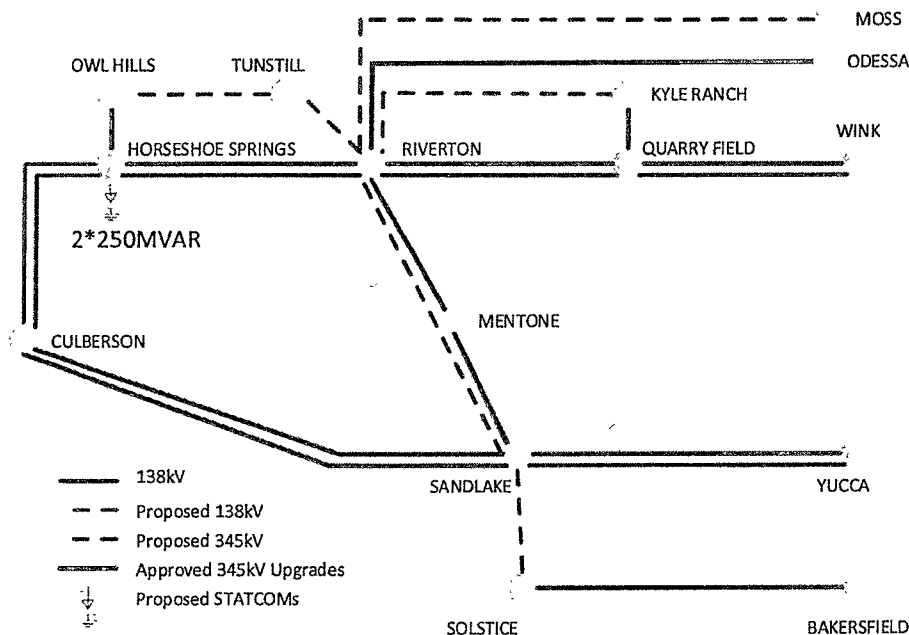 MOSS
ODESSA
OWL HILLS
TUNSTILL
KYLE RANCH
WINK
HORSESHOE SPRINGS
RIVERTON
QUARRY FIELD
2*250MVAR
MENTONE
CULBERSON
138kV
SANDLAKE
YUCCA
Proposed 138kV
Proposed 345kV
Approved 345kV Upgrades
Proposed STATCOMs
SOLSTICE
BAKERSFIELD